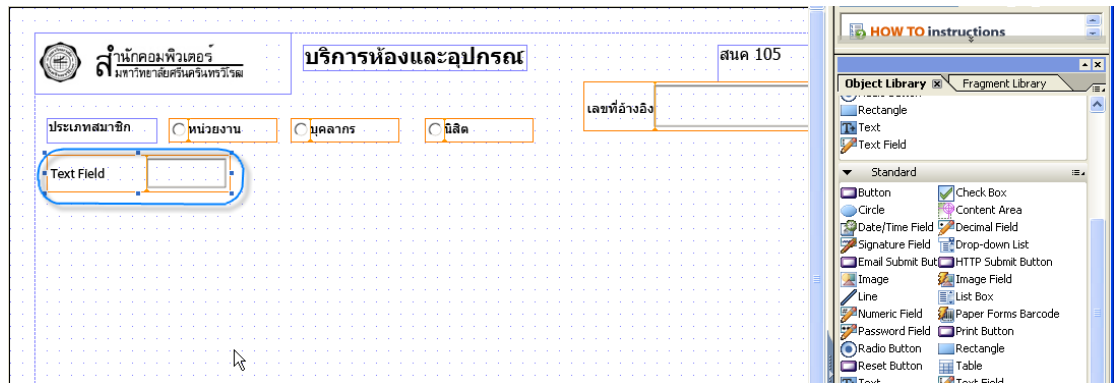 สำนักคอมพิวเตอร์
มหาวิทยาลัยศรีนครินทรวิโรฒ
บริการห้องและอุปกรณ์
สนค 105
เลขที่อ้างอิง
ประเภทสมาชิก
หน่วยงาน
บุคลากร
นิสิต
Text Field
HOW TO instructions
Object Library
Fragment Library
Rectangle
Text
Text Field
Standard
Button
Check Box
Circle
Content Area
Date/Time Field
Decimal Field
Signature Field
Drop-down List
Email Submit But
HTTP Submit Button
Image
Image Field
Line
List Box
Numeric Field
Paper Forms Barcode
Password Field
Print Button
Radio Button
Rectangle
Reset Button
Table
Text
Text Field